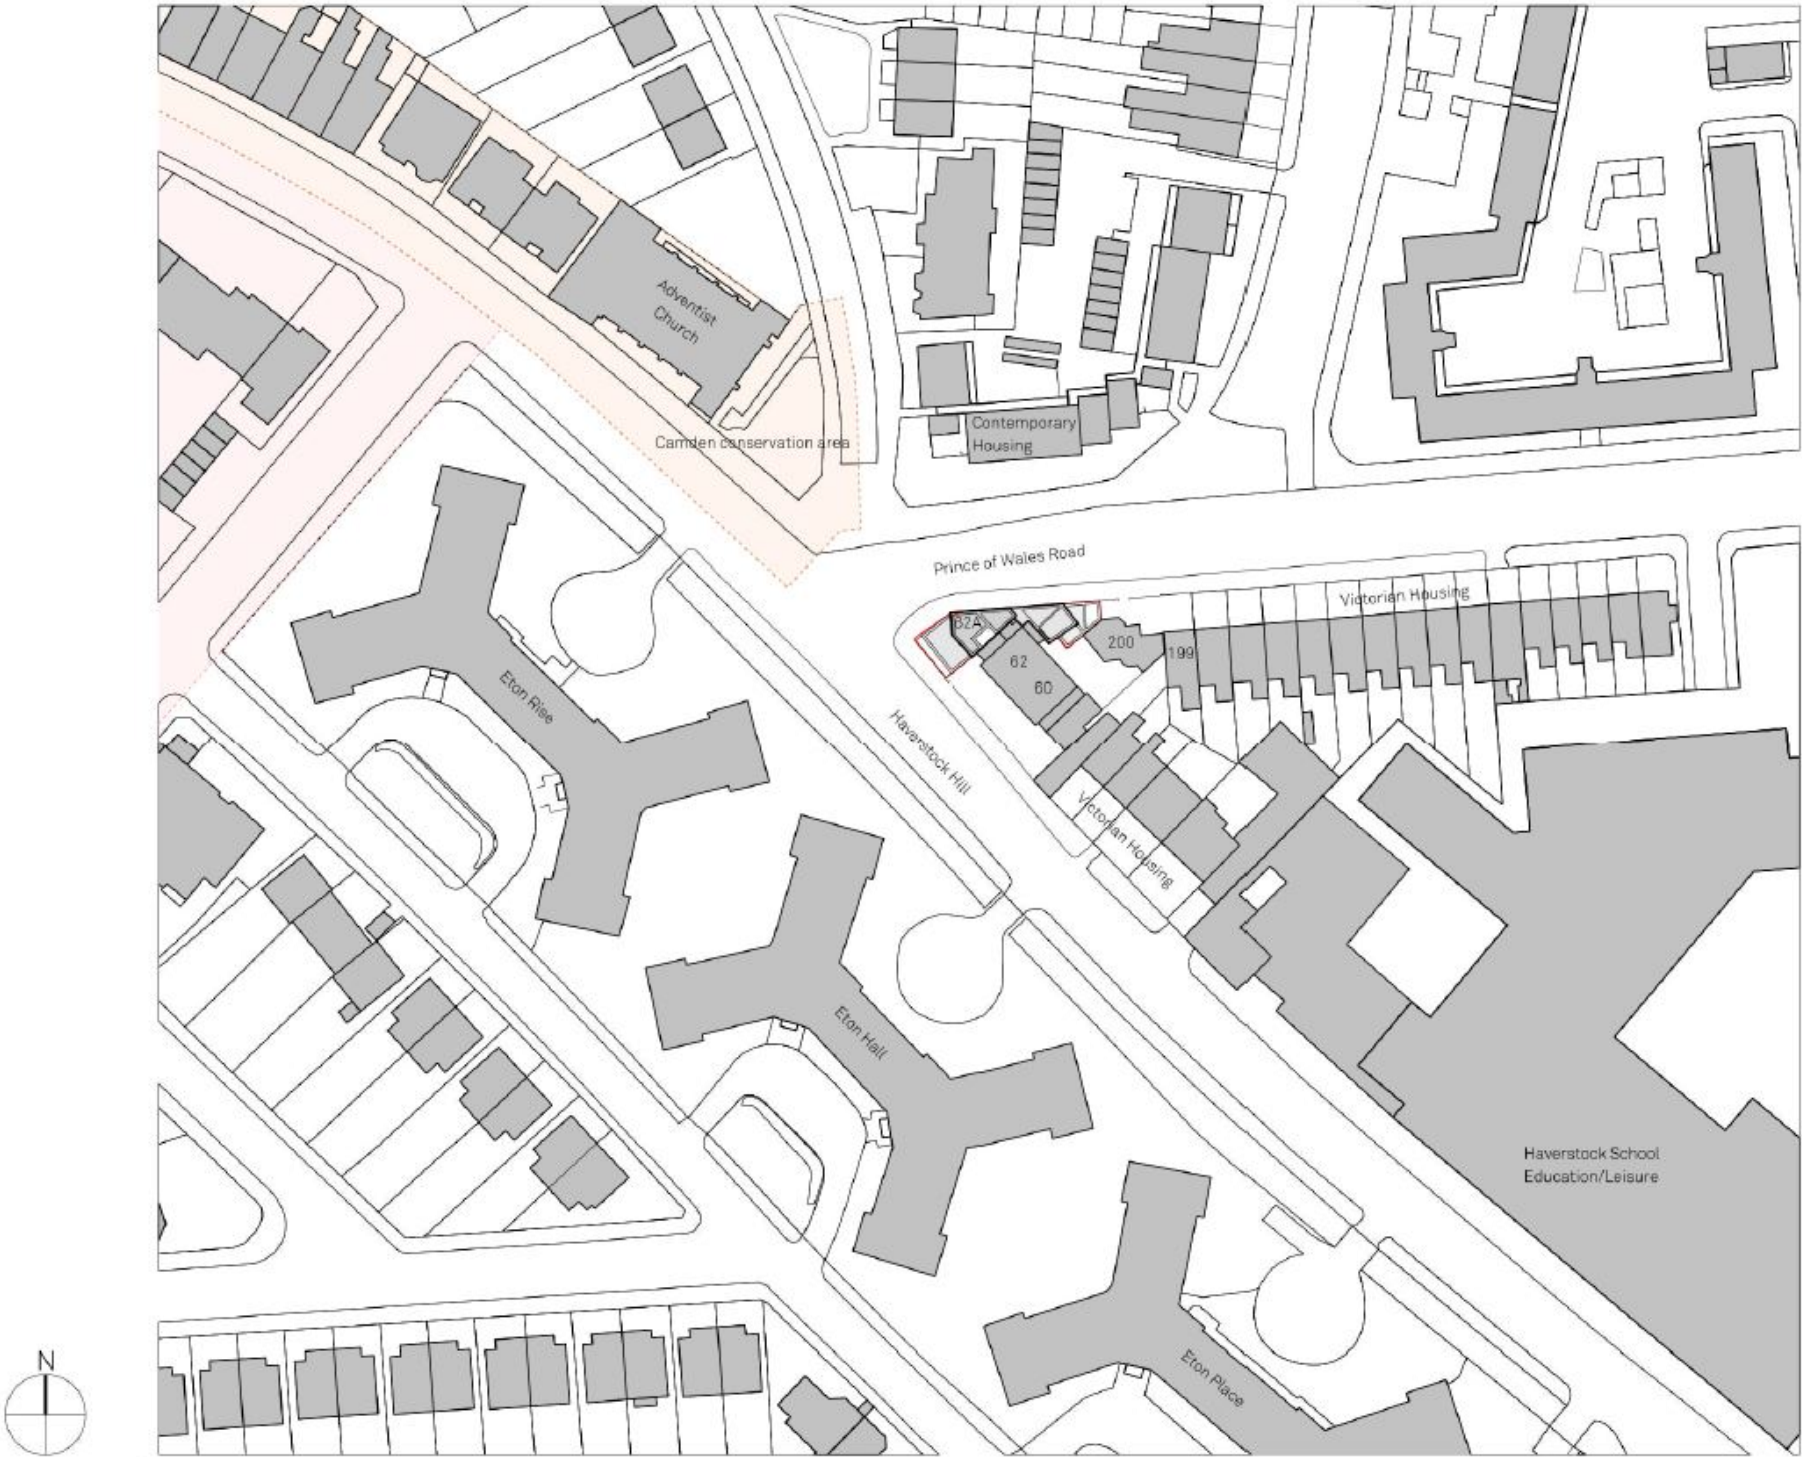 Adventist
Church
Camden conservation area
Contemporary
Housing
Prince of Wales Road
Victorian Housing
62A
200
199
62
60
Eton Rise
Haverstock Hill
Victorian Housing
Eton Hall
Haverstock School
Education/Leisure
Eton Place
N